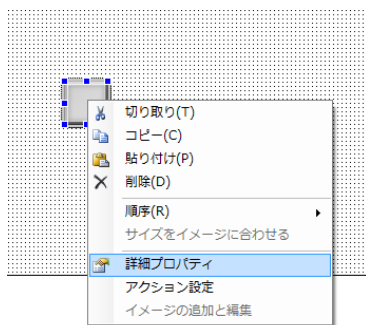 切り取り(T)
コピー(C)
貼り付け(P)
削除(D)
順序(R)
サイズをイメージに合わせる
詳細プロパティ
アクション設定
イメージの追加と編集